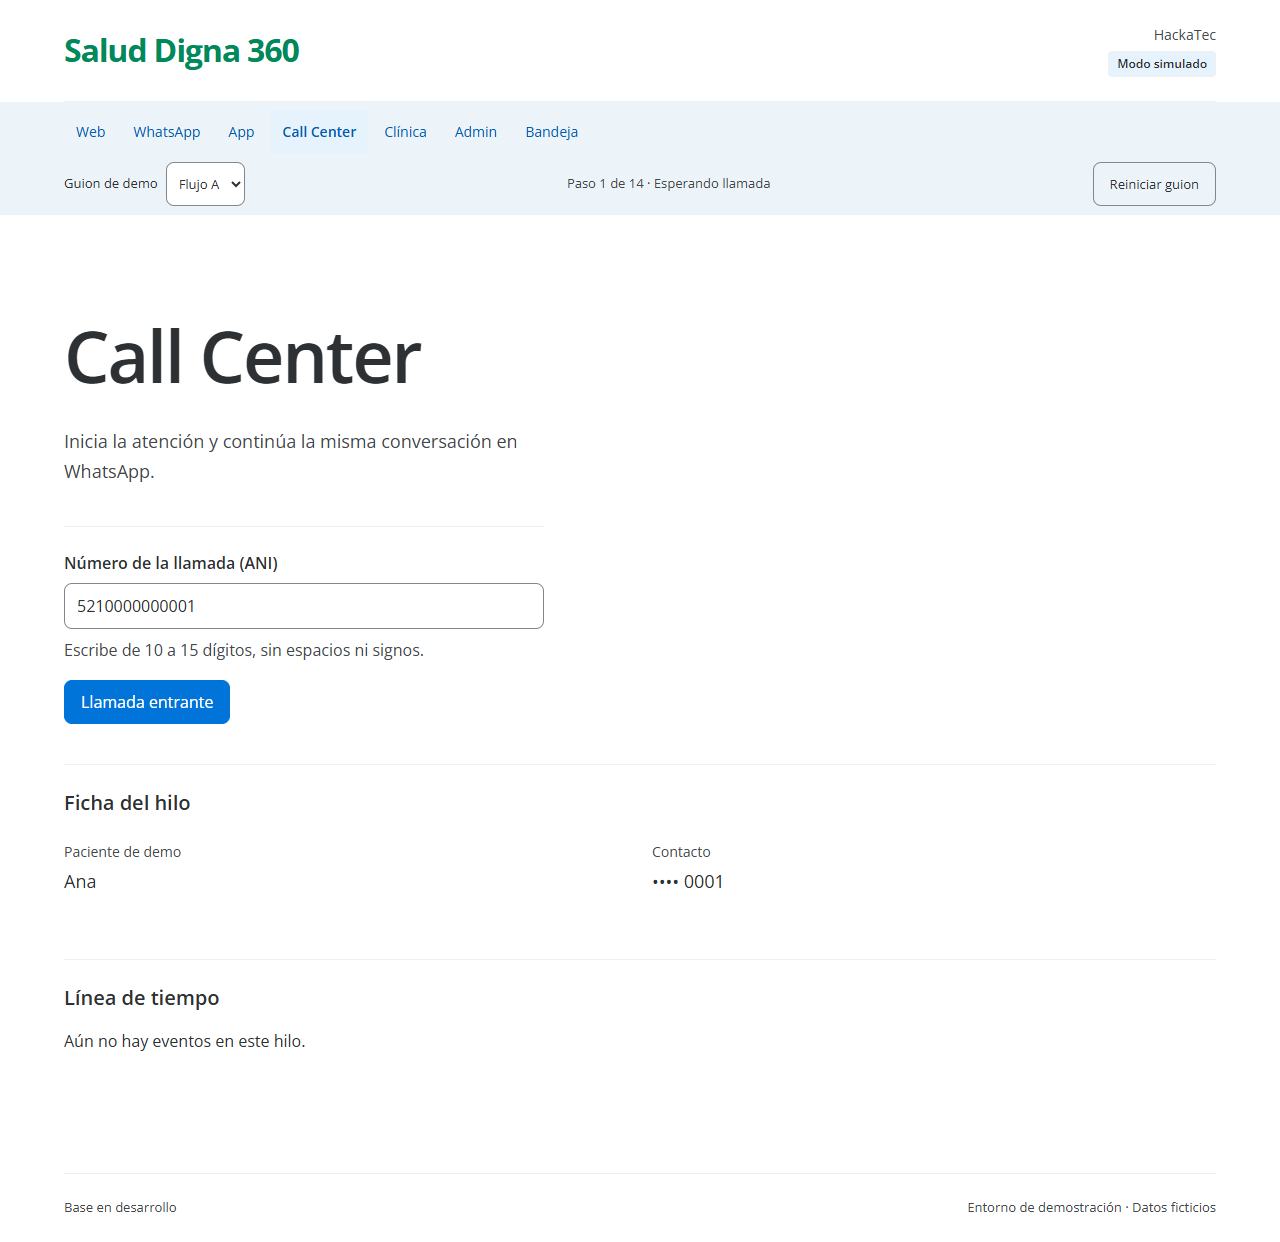 Salud Digna 360
HackaTec
Modo simulado
Web
WhatsApp
App
Call Center
Clínica
Admin
Bandeja
Guion de demo
Flujo A
Paso 1 de 14 · Esperando llamada
Reiniciar guion
Call Center
Inicia la atención y continúa la misma conversación en
WhatsApp.
Número de la llamada (ANI)
5210000000001
Escribe de 10 a 15 dígitos, sin espacios ni signos.
Llamada entrante
Ficha del hilo
Paciente de demo
Ana
Contacto
•••• 0001
Línea de tiempo
Aún no hay eventos en este hilo.
Base en desarrollo
Entorno de demostración · Datos ficticios